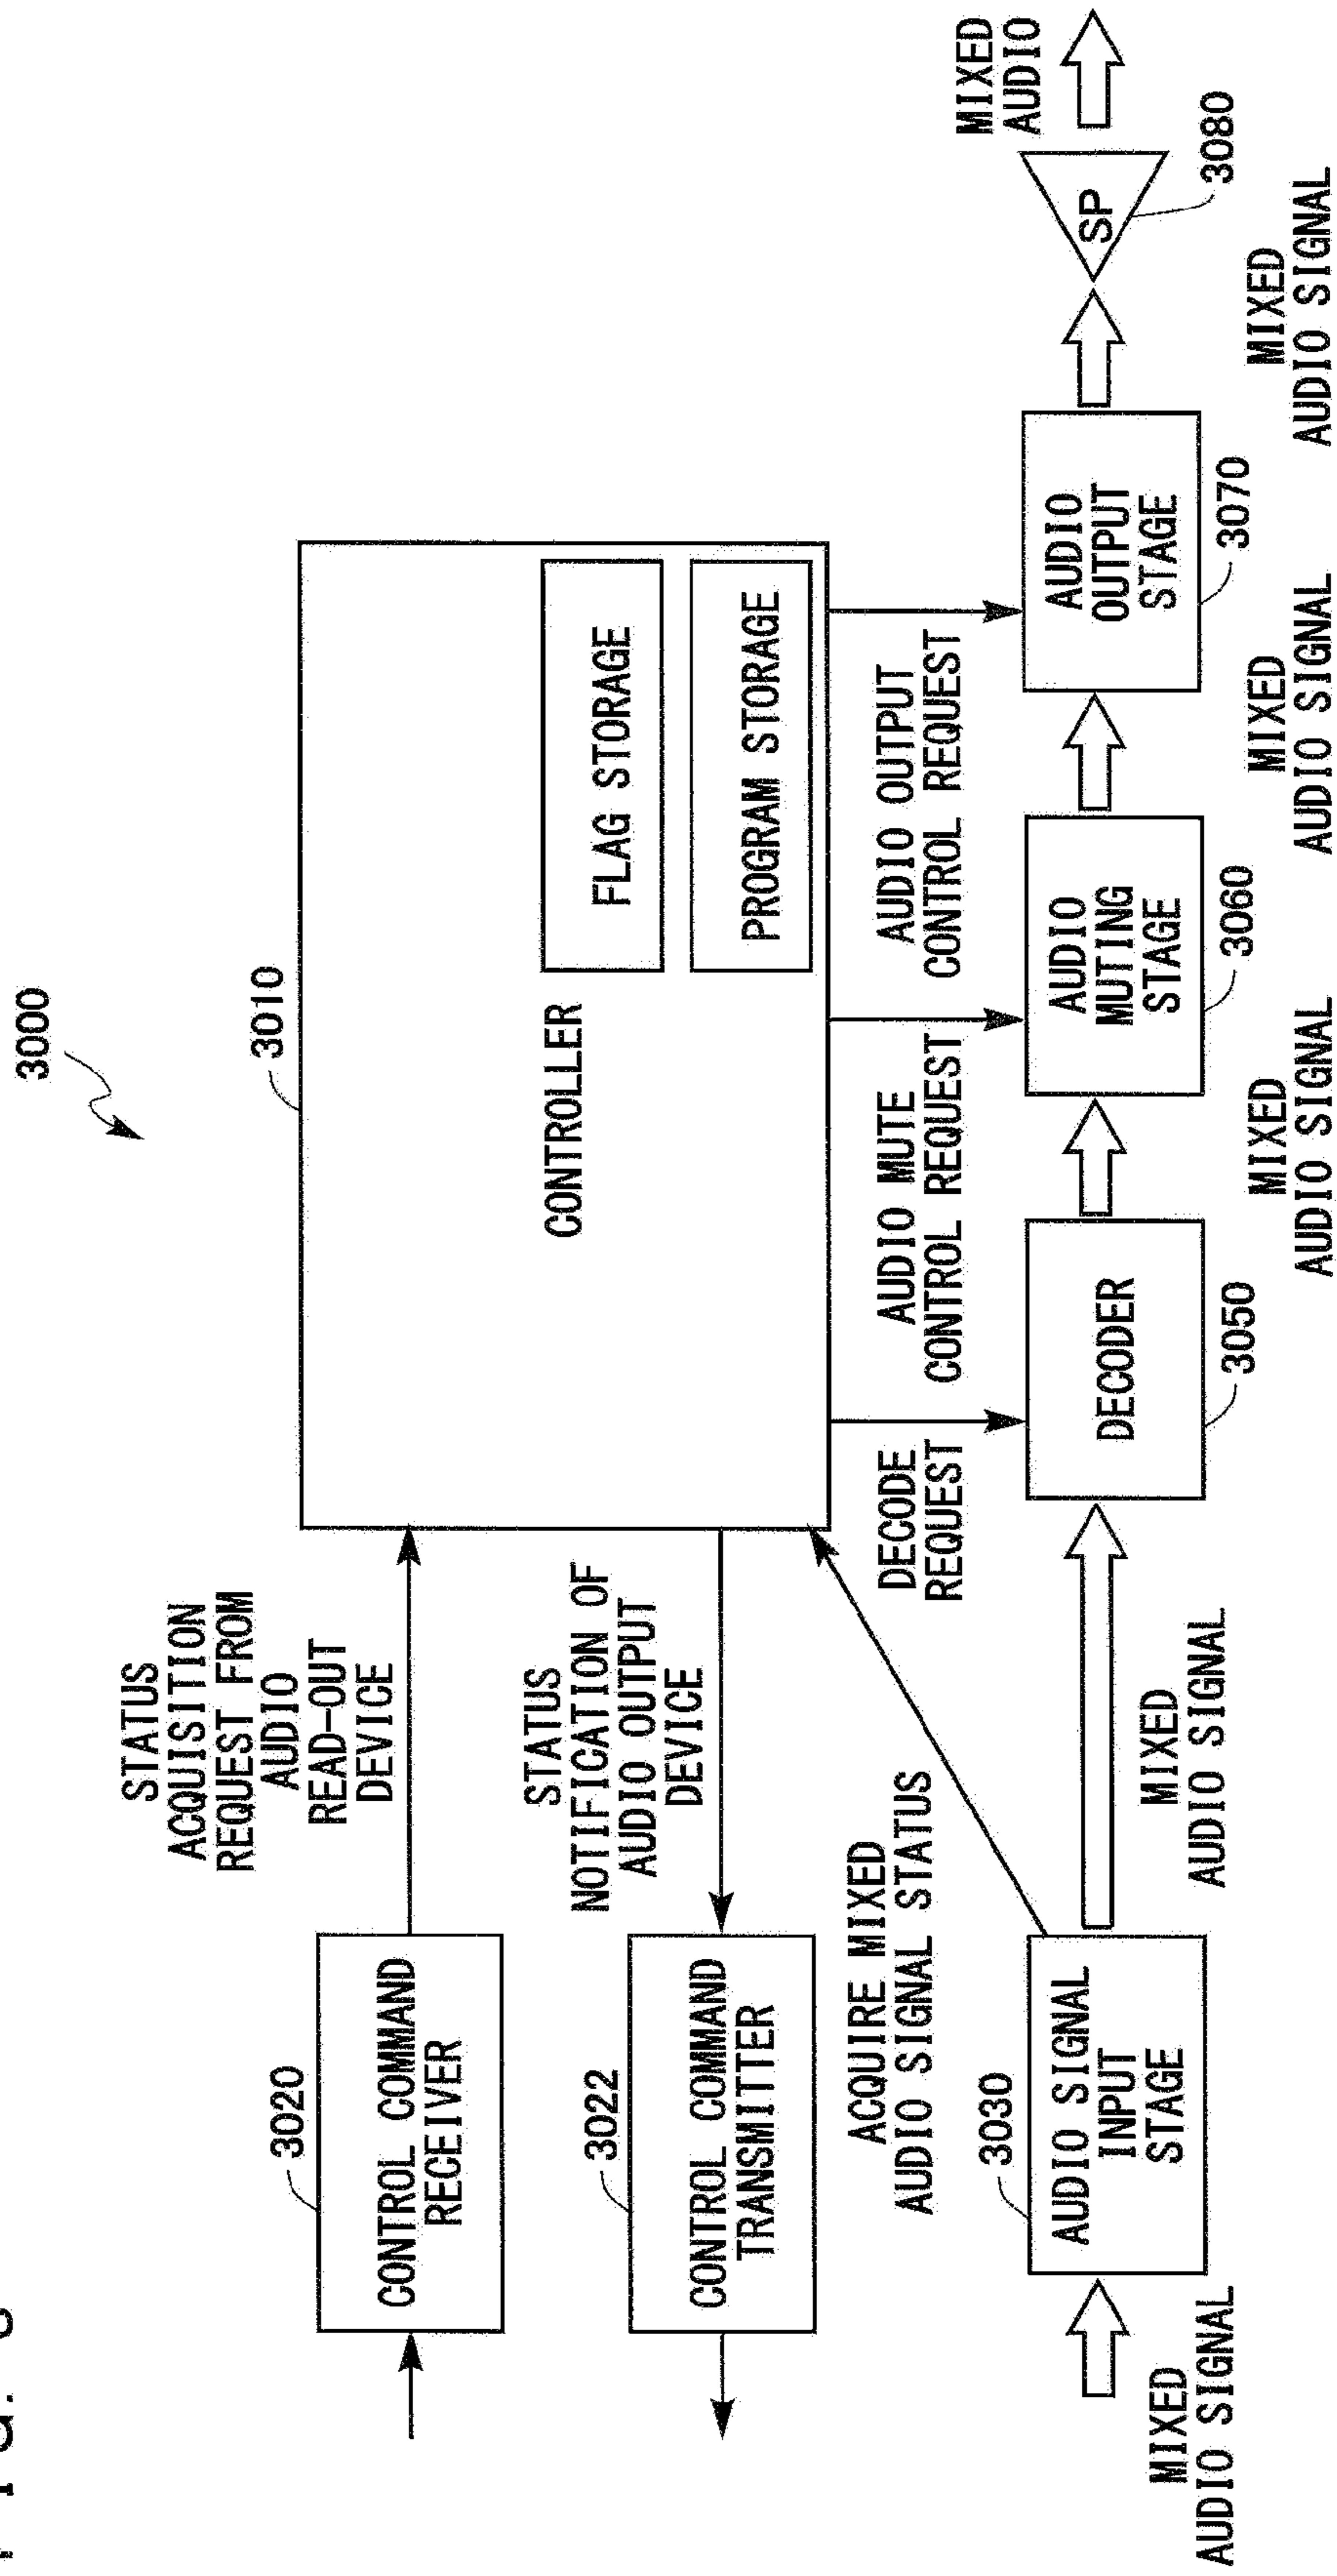 3000
3010
CONTROLLER
FLAG STORAGE
PROGRAM STORAGE
STATUS
ACQUISITION
REQUEST FROM
AUDIO
READ-OUT
DEVICE
STATUS
NOTIFICATION OF
AUDIO OUTPUT
DEVICE
3020
CONTROL COMMAND
RECEIVER
3022
CONTROL COMMAND
TRANSMITTER
ACQUIRE MIXED
AUDIO SIGNAL STATUS
DECODE
REQUEST
AUDIO MUTE
CONTROL REQUEST
AUDIO OUTPUT
CONTROL REQUEST
MIXED
AUDIO SIGNAL
3030
AUDIO SIGNAL
INPUT
STAGE
MIXED
AUDIO SIGNAL
DECODER
3050
MIXED
AUDIO SIGNAL
AUDIO
MUTING
STAGE
3060
MIXED
AUDIO SIGNAL
AUDIO
OUTPUT
STAGE
3070
MIXED
AUDIO SIGNAL
SP
3080
MIXED
AUDIO